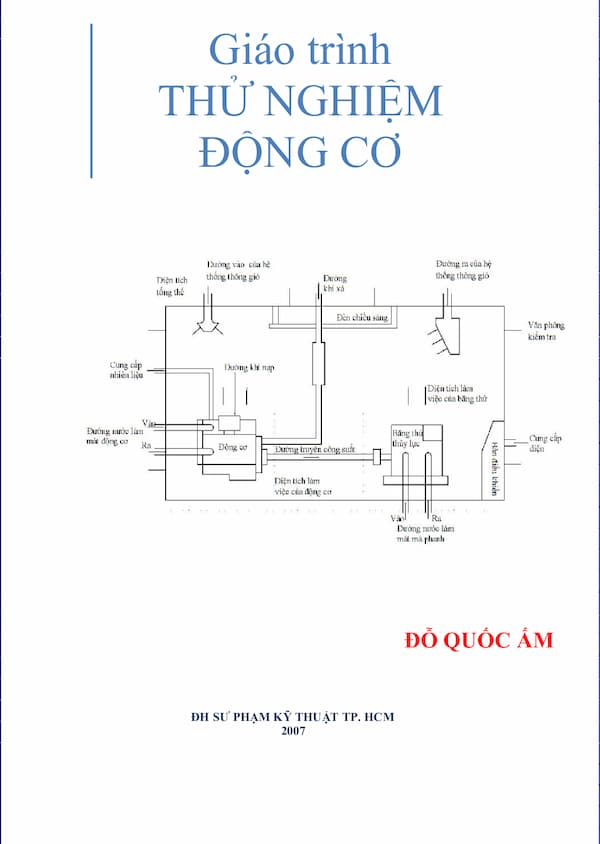 Giáo trình
THỬ NGHIỆM
ĐỘNG CƠ
Diện tích
tổng thể
Đường vào của hệ
thống thông gió
Đường
khí xả
Đường ra của hệ
thống thông gió
Đèn chiếu sáng
Văn phòng
kiểm tra
Cung cấp
nhiên liệu
Đường khí nạp
Diện tích làm
việc của băng thử
Vào
Đường nước làm
mát động cơ
Ra
Động cơ
Đường truyền công suất
Băng thử
thủy lực
Bàn điều khiển
Cung cấp
điện
Diện tích làm
việc của động cơ
Vào
Ra
Đường nước làm
mát má phanh
ĐỖ QUỐC ẤM
ĐH SƯ PHẠM KỸ THUẬT TP. HCM
2007